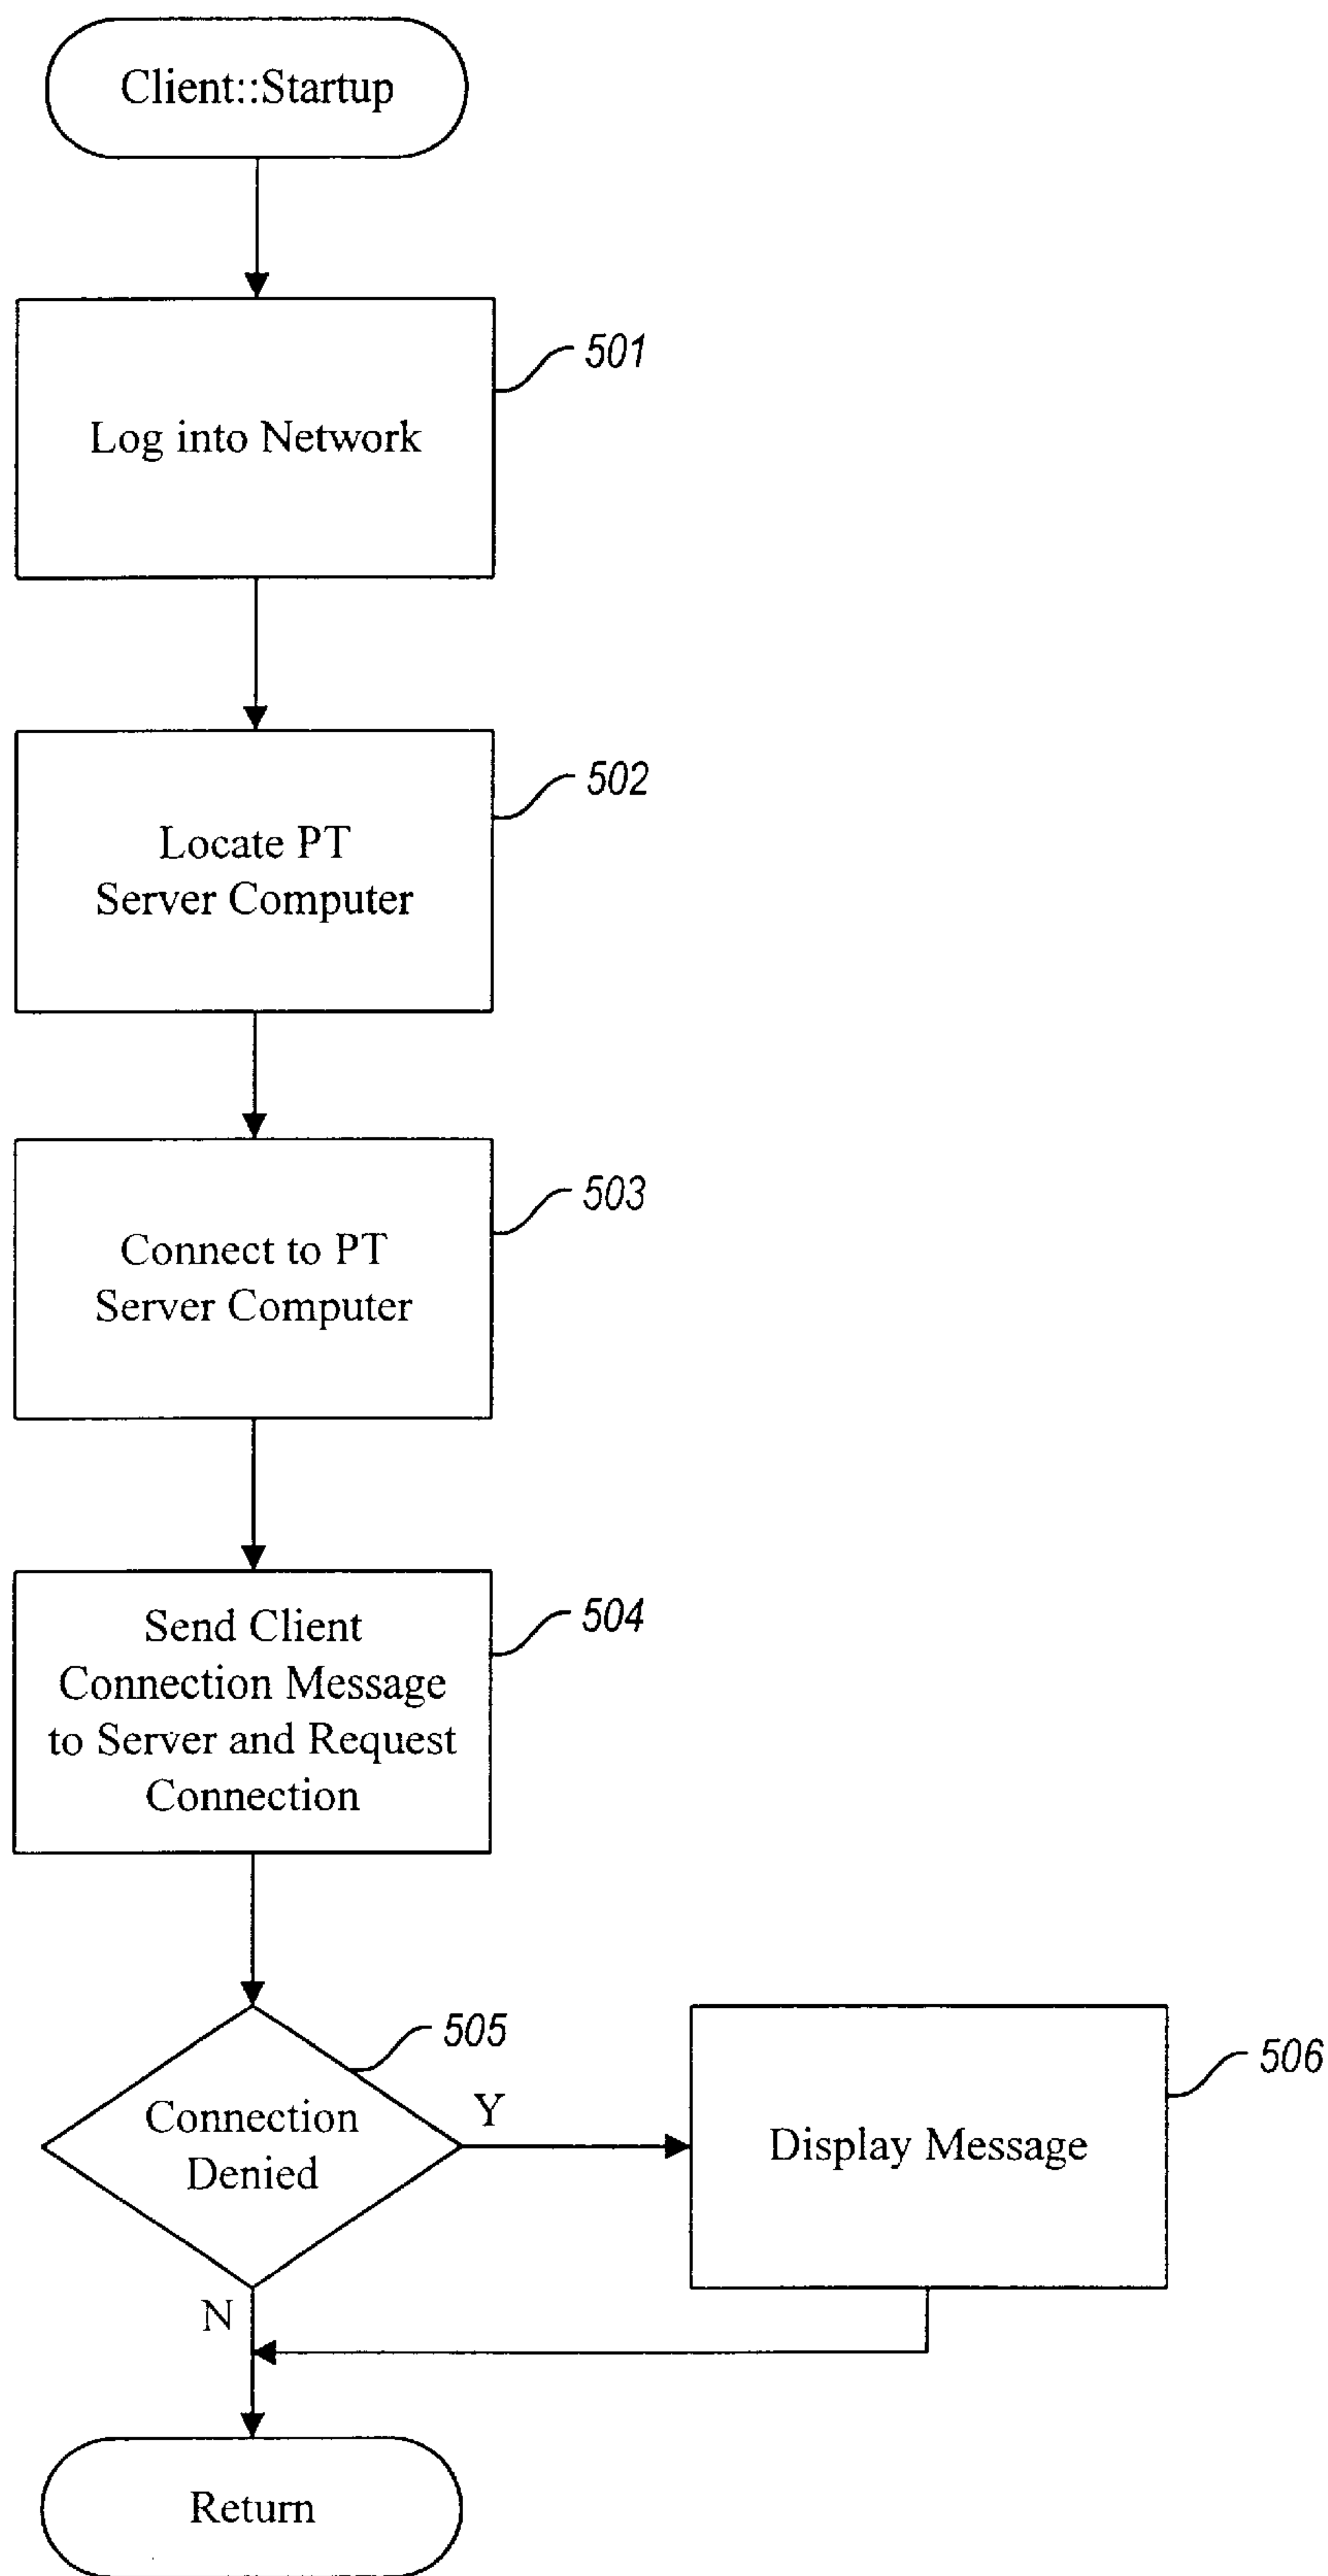 Client::Startup
501
Log into Network
502
Locate PT
Server Computer
503
Connect to PT
Server Computer
504
Send Client
Connection Message
to Server and Request
Connection
505
506
Y
Connection
Denied
Display Message
N
Return